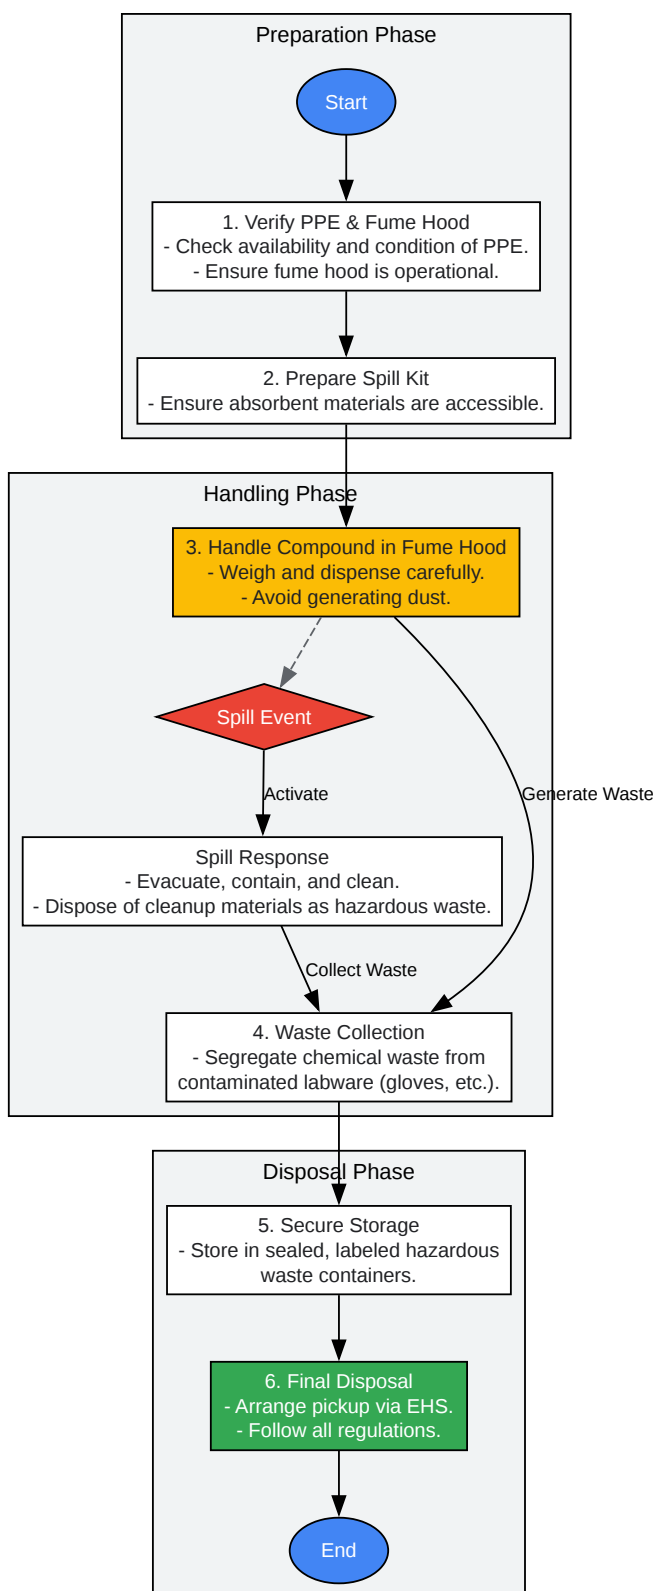 Preparation Phase
Start
1. Verify PPE & Fume Hood
- Check availability and condition of PPE.
- Ensure fume hood is operational.
2. Prepare Spill Kit
- Ensure absorbent materials are accessible.
Handling Phase
3. Handle Compound in Fume Hood
- Weigh and dispense carefully.
- Avoid generating dust.
Spill Event
Activate
Generate Waste
Spill Response
- Evacuate, contain, and clean.
- Dispose of cleanup materials as hazardous waste.
Collect Waste
4. Waste Collection
- Segregate chemical waste from
contaminated labware (gloves, etc.).
Disposal Phase
5. Secure Storage
- Store in sealed, labeled hazardous
waste containers.
6. Final Disposal
- Arrange pickup via EHS.
- Follow all regulations.
End